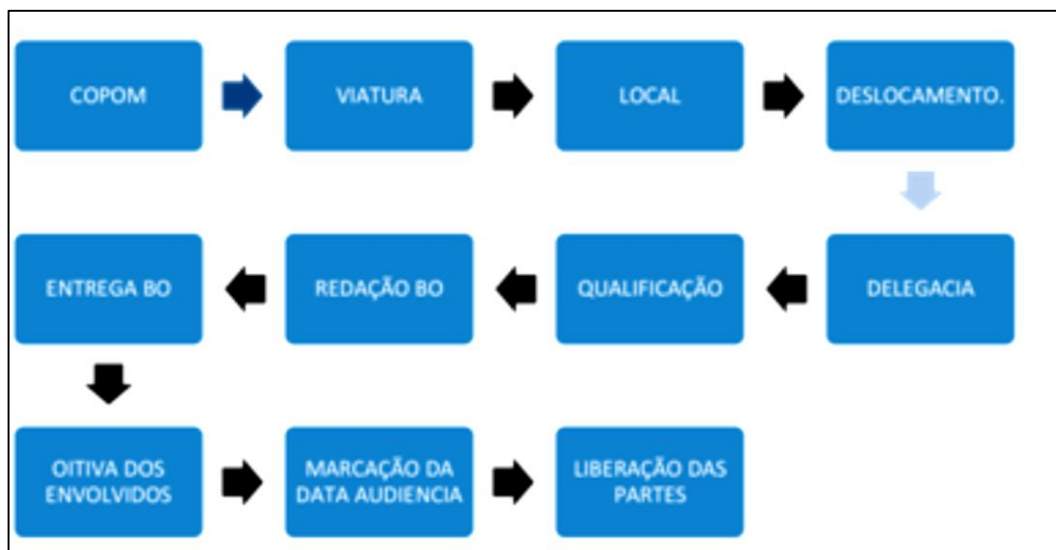 COPOM
VIATURA
LOCAL
DESLOCAMENTO.
DELEGACIA
QUALIFICAÇÃO
REDAÇÃO BO
ENTREGA BO
OITIVA DOS
ENVOLVIDOS
MARCAÇÃO DA
DATA AUDIENCIA
LIBERAÇÃO DAS
PARTES